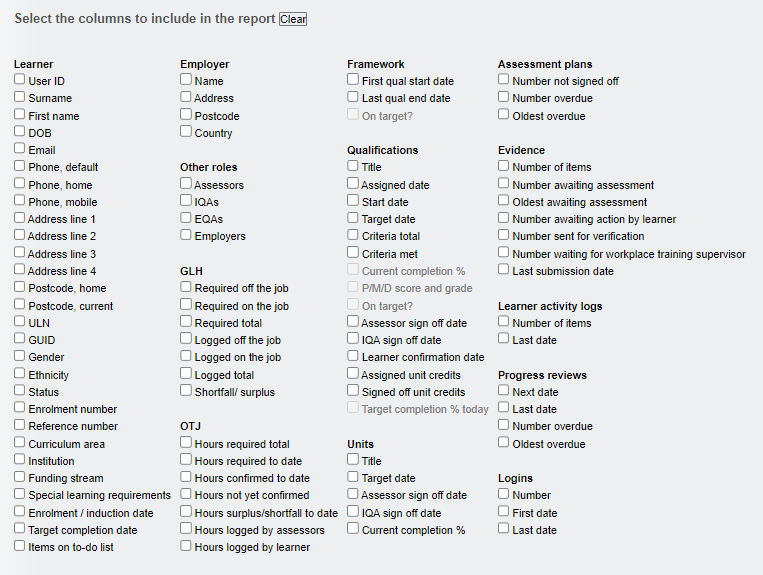 Select the columns to include in the report Clear
Learner
User ID
Surname
First name
DOB
Email
Phone, default
Phone, home
Phone, mobile
Address line 1
Address line 2
Address line 3
Address line 4
Postcode, home
Postcode, current
ULN
GUID
Gender
Ethnicity
Status
Enrolment number
Reference number
Curriculum area
Institution
Funding stream
Special learning requirements
Enrolment / induction date
Target completion date
Items on to-do list
Employer
Name
Address
Postcode
Country
Other roles
Assessors
IQAs
EQAs
Employers
GLH
Required off the job
Required on the job
Required total
Logged off the job
Logged on the job
Logged total
Shortfall/ surplus
OTJ
Hours required total
Hours required to date
Hours confirmed to date
Hours not yet confirmed
Hours surplus/shortfall to date
Hours logged by assessors
Hours logged by learner
Framework
First qual start date
Last qual end date
On target?
Qualifications
Title
Assigned date
Start date
Target date
Criteria total
Criteria met
Current completion %
P/M/D score and grade
On target?
Assessor sign off date
IQA sign off date
Learner confirmation date
Assigned unit credits
Signed off unit credits
Target completion % today
Units
Title
Target date
Assessor sign off date
IQA sign off date
Current completion %
Assessment plans
Number not signed off
Number overdue
Oldest overdue
Evidence
Number of items
Number awaiting assessment
Oldest awaiting assessment
Number awaiting action by learner
Number sent for verification
Number waiting for workplace training supervisor
Last submission date
Learner activity logs
Number of items
Last date
Progress reviews
Next date
Last date
Number overdue
Oldest overdue
Logins
Number
First date
Last date